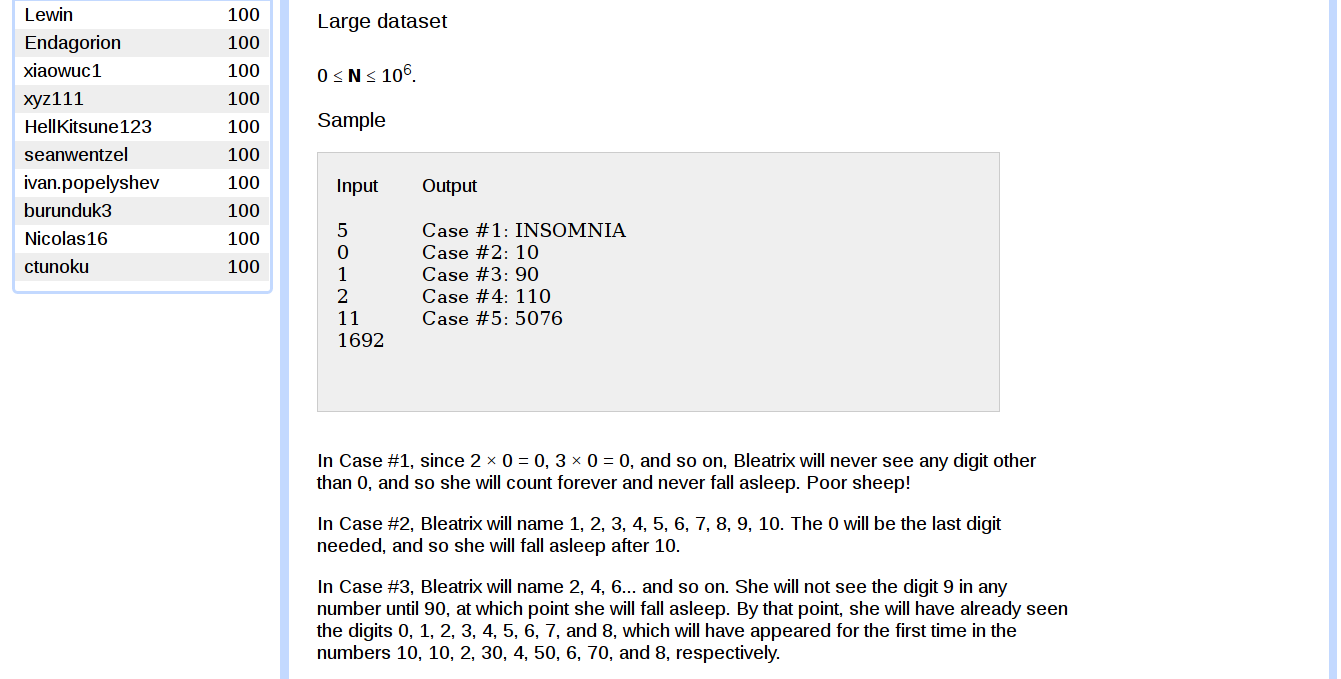 Lewin 100
Endagorion 100
xiaowuc1 100
xyz111 100
HellKitsune123 100
seanwentzel 100
ivan.popelyshev 100
burunduk3 100
Nicolas16 100
ctunoku 100
Large dataset
0 ≤ N ≤ 10⁶.
Sample
Input Output
5 Case #1: INSOMNIA
0 Case #2: 10
1 Case #3: 90
2 Case #4: 110
11 Case #5: 5076
1692
In Case #1, since 2 × 0 = 0, 3 × 0 = 0, and so on, Bleatrix will never see any digit other
than 0, and so she will count forever and never fall asleep. Poor sheep!
In Case #2, Bleatrix will name 1, 2, 3, 4, 5, 6, 7, 8, 9, 10. The 0 will be the last digit
needed, and so she will fall asleep after 10.
In Case #3, Bleatrix will name 2, 4, 6... and so on. She will not see the digit 9 in any
number until 90, at which point she will fall asleep. By that point, she will have already seen
the digits 0, 1, 2, 3, 4, 5, 6, 7, and 8, which will have appeared for the first time in the
numbers 10, 10, 2, 30, 4, 50, 6, 70, and 8, respectively.